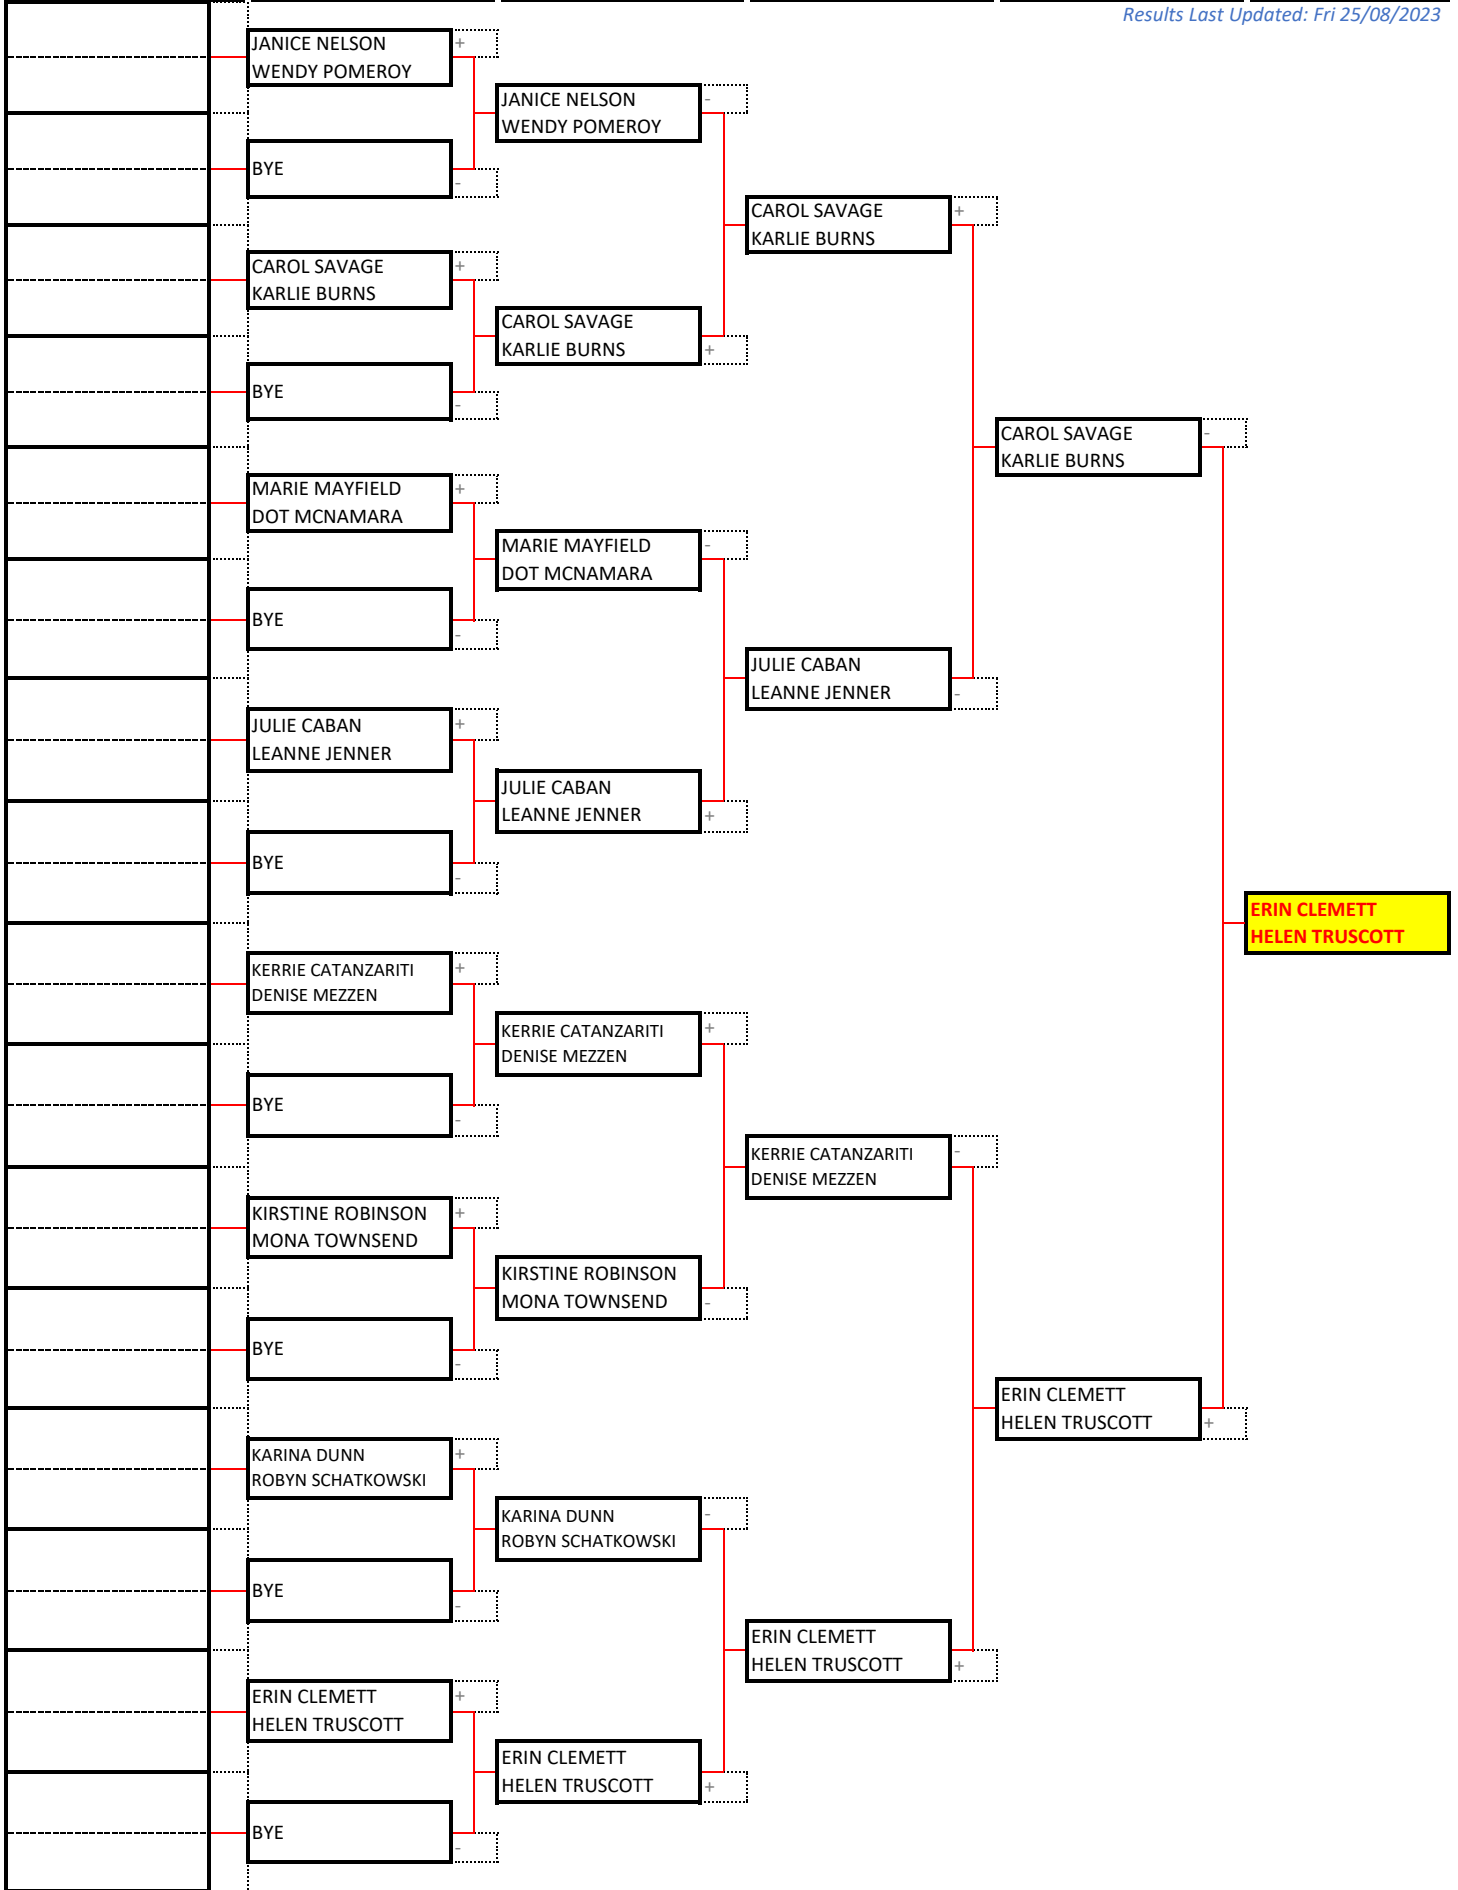 Results Last Updated: Fri 25/08/2023
JANICE NELSON
WENDY POMEROY
+
BYE
-
CAROL SAVAGE
KARLIE BURNS
+
BYE
-
MARIE MAYFIELD
DOT MCNAMARA
+
BYE
-
JULIE CABAN
LEANNE JENNER
+
BYE
-
KERRIE CATANZARITI
DENISE MEZZEN
+
BYE
-
KIRSTINE ROBINSON
MONA TOWNSEND
+
BYE
-
KARINA DUNN
ROBYN SCHATKOWSKI
+
BYE
-
ERIN CLEMETT
HELEN TRUSCOTT
+
BYE
-
JANICE NELSON
WENDY POMEROY
-
CAROL SAVAGE
KARLIE BURNS
+
MARIE MAYFIELD
DOT MCNAMARA
-
JULIE CABAN
LEANNE JENNER
+
KERRIE CATANZARITI
DENISE MEZZEN
+
KIRSTINE ROBINSON
MONA TOWNSEND
-
KARINA DUNN
ROBYN SCHATKOWSKI
-
ERIN CLEMETT
HELEN TRUSCOTT
+
CAROL SAVAGE
KARLIE BURNS
+
JULIE CABAN
LEANNE JENNER
-
KERRIE CATANZARITI
DENISE MEZZEN
-
ERIN CLEMETT
HELEN TRUSCOTT
+
CAROL SAVAGE
KARLIE BURNS
-
ERIN CLEMETT
HELEN TRUSCOTT
+
ERIN CLEMETT
HELEN TRUSCOTT